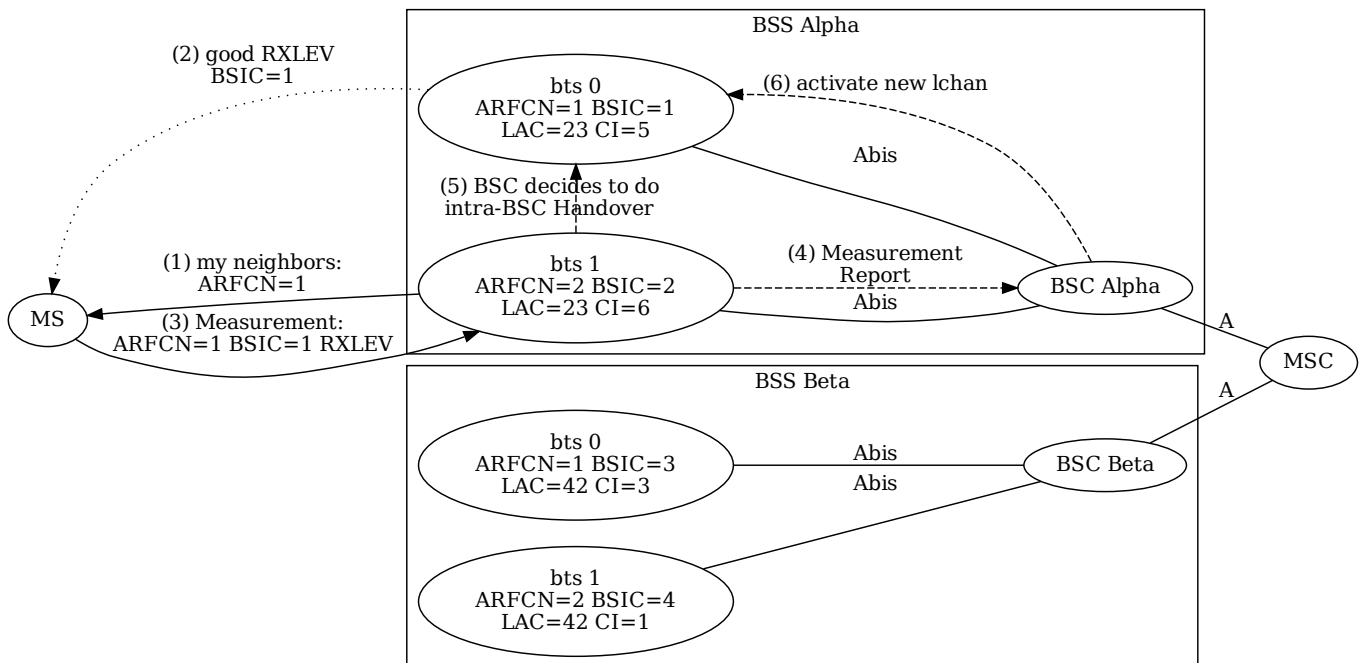 BSS Alpha
(2) good RXLEV
BSIC=1
bts 0
ARFCN=1 BSIC=1
LAC=23 CI=5
(6) activate new lchan
Abis
(5) BSC decides to do
intra-BSC Handover
(1) my neighbors:
ARFCN=1
bts 1
ARFCN=2 BSIC=2
LAC=23 CI=6
(4) Measurement
Report
Abis
BSC Alpha
MS
(3) Measurement:
ARFCN=1 BSIC=1 RXLEV
A
MSC
A
BSS Beta
bts 0
ARFCN=1 BSIC=3
LAC=42 CI=3
Abis
Abis
BSC Beta
bts 1
ARFCN=2 BSIC=4
LAC=42 CI=1